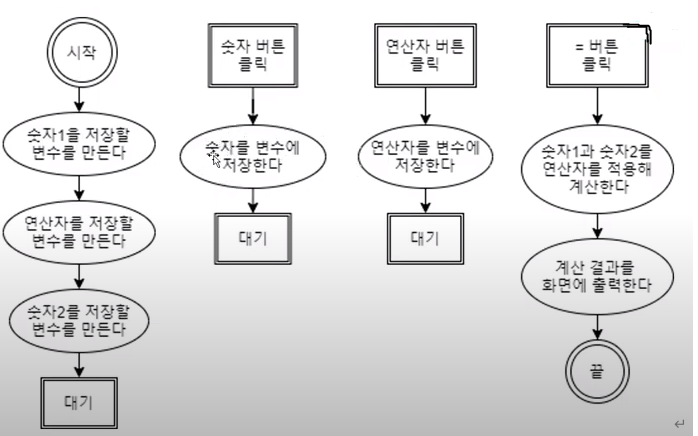 시작
숫자1을 저장할
변수를 만든다
연산자를 저장할
변수를 만든다
숫자2를 저장할
변수를 만든다
대기
숫자 버튼
클릭
숫자를 변수에
저장한다
대기
연산자 버튼
클릭
연산자를 변수에
저장한다
대기
= 버튼
클릭
숫자1과 숫자2를
연산자를 적용해
계산한다
계산 결과를
화면에 출력한다
끝